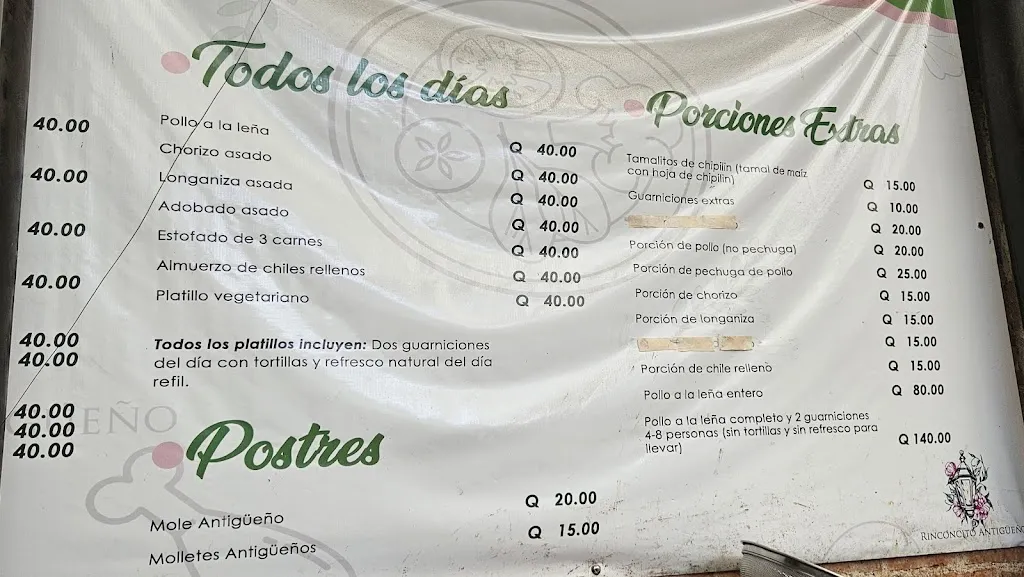 40.00
40.00
40.00
40.00
40.00
40.00
40.00
40.00
40.00
EÑO
Todos los días
Pollo a la leña Q 40.00
Chorizo asado Q 40.00
Longaniza asada Q 40.00
Adobado asado Q 40.00
Estofado de 3 carnes Q 40.00
Almuerzo de chiles rellenos Q 40.00
Platillo vegetariano Q 40.00
Todos los platillos incluyen: Dos guarniciones
del día con tortillas y refresco natural del día
refil.
Postres
Mole Antigüeño Q 20.00
Molletes Antigüeños Q 15.00
Porciones Extras
Tamalitos de chipilin (tamal de maíz
con hoja de chipilin) Q 15.00
Guarniciones extras Q 10.00
Q 20.00
Porción de pollo (no pechuga) Q 20.00
Porción de pechuga de pollo Q 25.00
Porción de chorizo Q 15.00
Porción de longaniza Q 15.00
Q 15.00
Porción de chile relleno Q 15.00
Pollo a la leña entero Q 80.00
Pollo a la leña completo y 2 guarniciones
4-8 personas (sin tortillas y sin refresco para
llevar) Q 140.00
RINCONCITO ANTIGÜEÑO